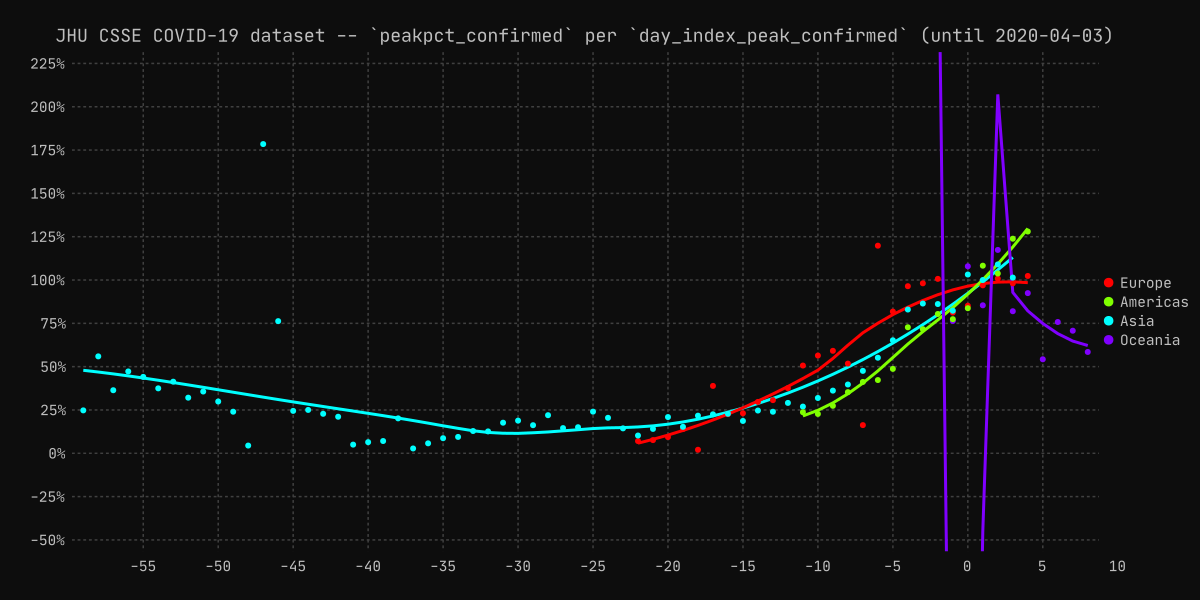 JHU CSSE COVID-19 dataset -- `peakpct_confirmed` per `day_index_peak_confirmed` (until 2020-04-03)
225%
200%
175%
150%
125%
100%
75%
50%
25%
0%
-25%
-50%
-55 -50 -45 -40 -35 -30 -25 -20 -15 -10 -5 0 5 10
Europe
Americas
Asia
Oceania